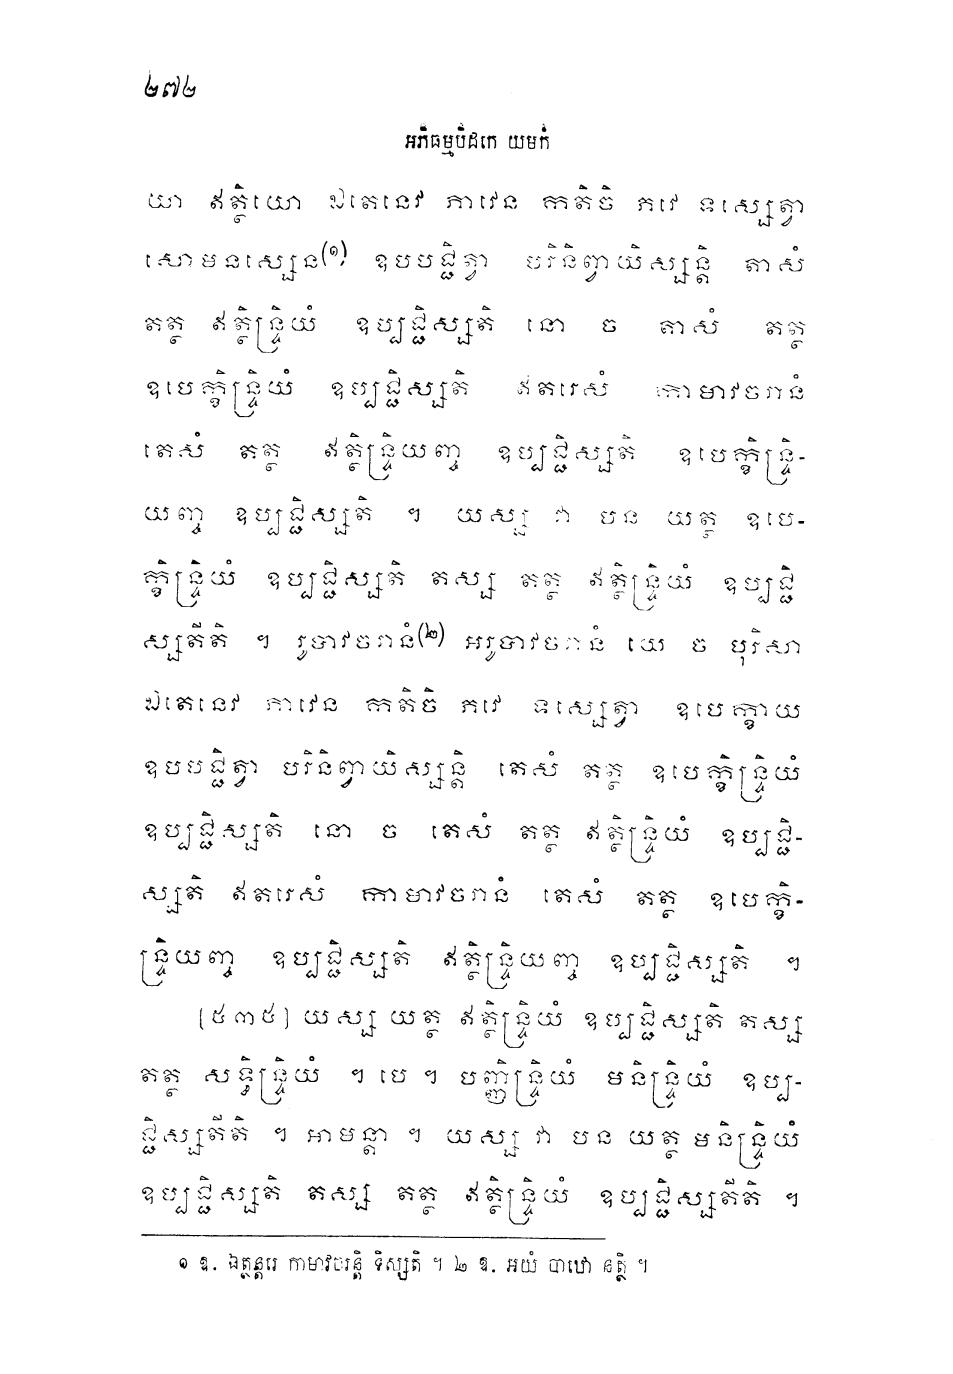 ២៧២
អភិធម្មបិដកេ យមកំ
យា ឥត្ថិយោ ឯតេនេវ ភាវេន កតិចិ ភវេ ទស្សេត្វា
សោមនស្សេន(១) ឧបបជ្ជិត្វា បរិនិព្វាយិស្សន្តិ តាសំ
តត្ថ ឥត្ថិន្ទ្រិយំ ឧប្បជ្ជិស្សតិ នោ ច តាសំ តត្ថ
ឧបេក្ខិន្ទ្រិយំ ឧប្បជ្ជិស្សតិ ឥតរេសំ កាមាវចរានំ
តេសំ តត្ថ ឥត្ថិន្ទ្រិយញ្ច ឧប្បជ្ជិស្សតិ ឧបេក្ខិន្ទ្រិ-
យញ្ច ឧប្បជ្ជិស្សតិ ។ យស្ស វា បន យត្ថ ឧបេ-
ក្ខិន្ទ្រិយំ ឧប្បជ្ជិស្សតិ តស្ស តត្ថ ឥត្ថិន្ទ្រិយំ ឧប្បជ្ជិ
ស្សតីតិ ។ រូបាវចរានំ(២) អរូបាវចរានំ យេ ច បុរិសា
ឯតេនេវ ភាវេន កតិចិ ភវេ ទស្សេត្វា ឧបេក្ខាយ
ឧបបជ្ជិត្វា បរិនិព្វាយិស្សន្តិ តេសំ តត្ថ ឧបេក្ខិន្ទ្រិយំ
ឧប្បជ្ជិស្សតិ នោ ច តេសំ តត្ថ ឥត្ថិន្ទ្រិយំ ឧប្បជ្ជិ-
ស្សតិ ឥតរេសំ កាមាវចរានំ តេសំ តត្ថ ឧបេក្ខិ-
ន្ទ្រិយញ្ច ឧប្បជ្ជិស្សតិ ឥត្ថិន្ទ្រិយញ្ច ឧប្បជ្ជិស្សតិ ។
[៥៣៥] យស្ស យត្ថ ឥត្ថិន្ទ្រិយំ ឧប្បជ្ជិស្សតិ តស្ស
តត្ថ សទ្ធិន្ទ្រិយំ ។ បេ ។ បញ្ញិន្ទ្រិយំ មនិន្ទ្រិយំ ឧប្ប-
ជ្ជិស្សតីតិ ។ អាមន្តា ។ យស្ស វា បន យត្ថ មនិន្ទ្រិយំ
ឧប្បជ្ជិស្សតិ តស្ស តត្ថ ឥត្ថិន្ទ្រិយំ ឧប្បជ្ជិស្សតីតិ ។
១ ឧ. ឯត្ថន្តរេ កាមាវចរន្តិ ទិស្សតិ ។ ២ ឧ. អយំ បាឋោ នត្ថិ ។